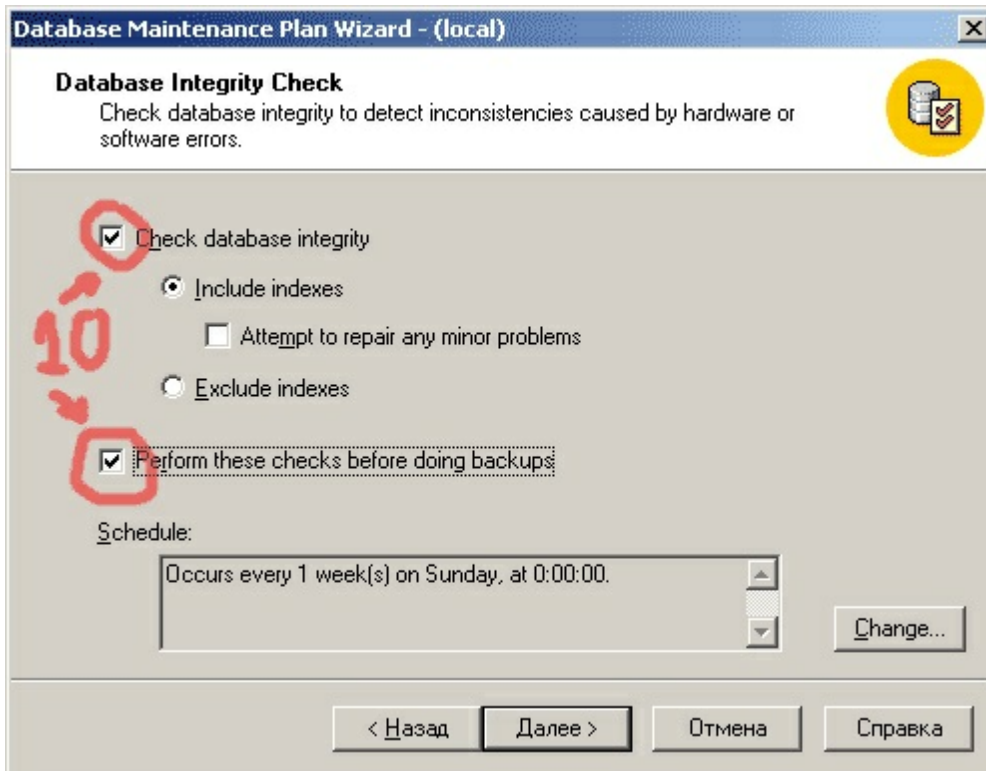 Database Maintenance Plan Wizard - (local)
Database Integrity Check
Check database integrity to detect inconsistencies caused by hardware or
software errors.
Check database integrity
Include indexes
10
Attempt to repair any minor problems
Exclude indexes
Perform these checks before doing backups
Schedule:
Occurs every 1 week(s) on Sunday, at 0:00:00.
Change...
< Назад Далее > Отмена Справка